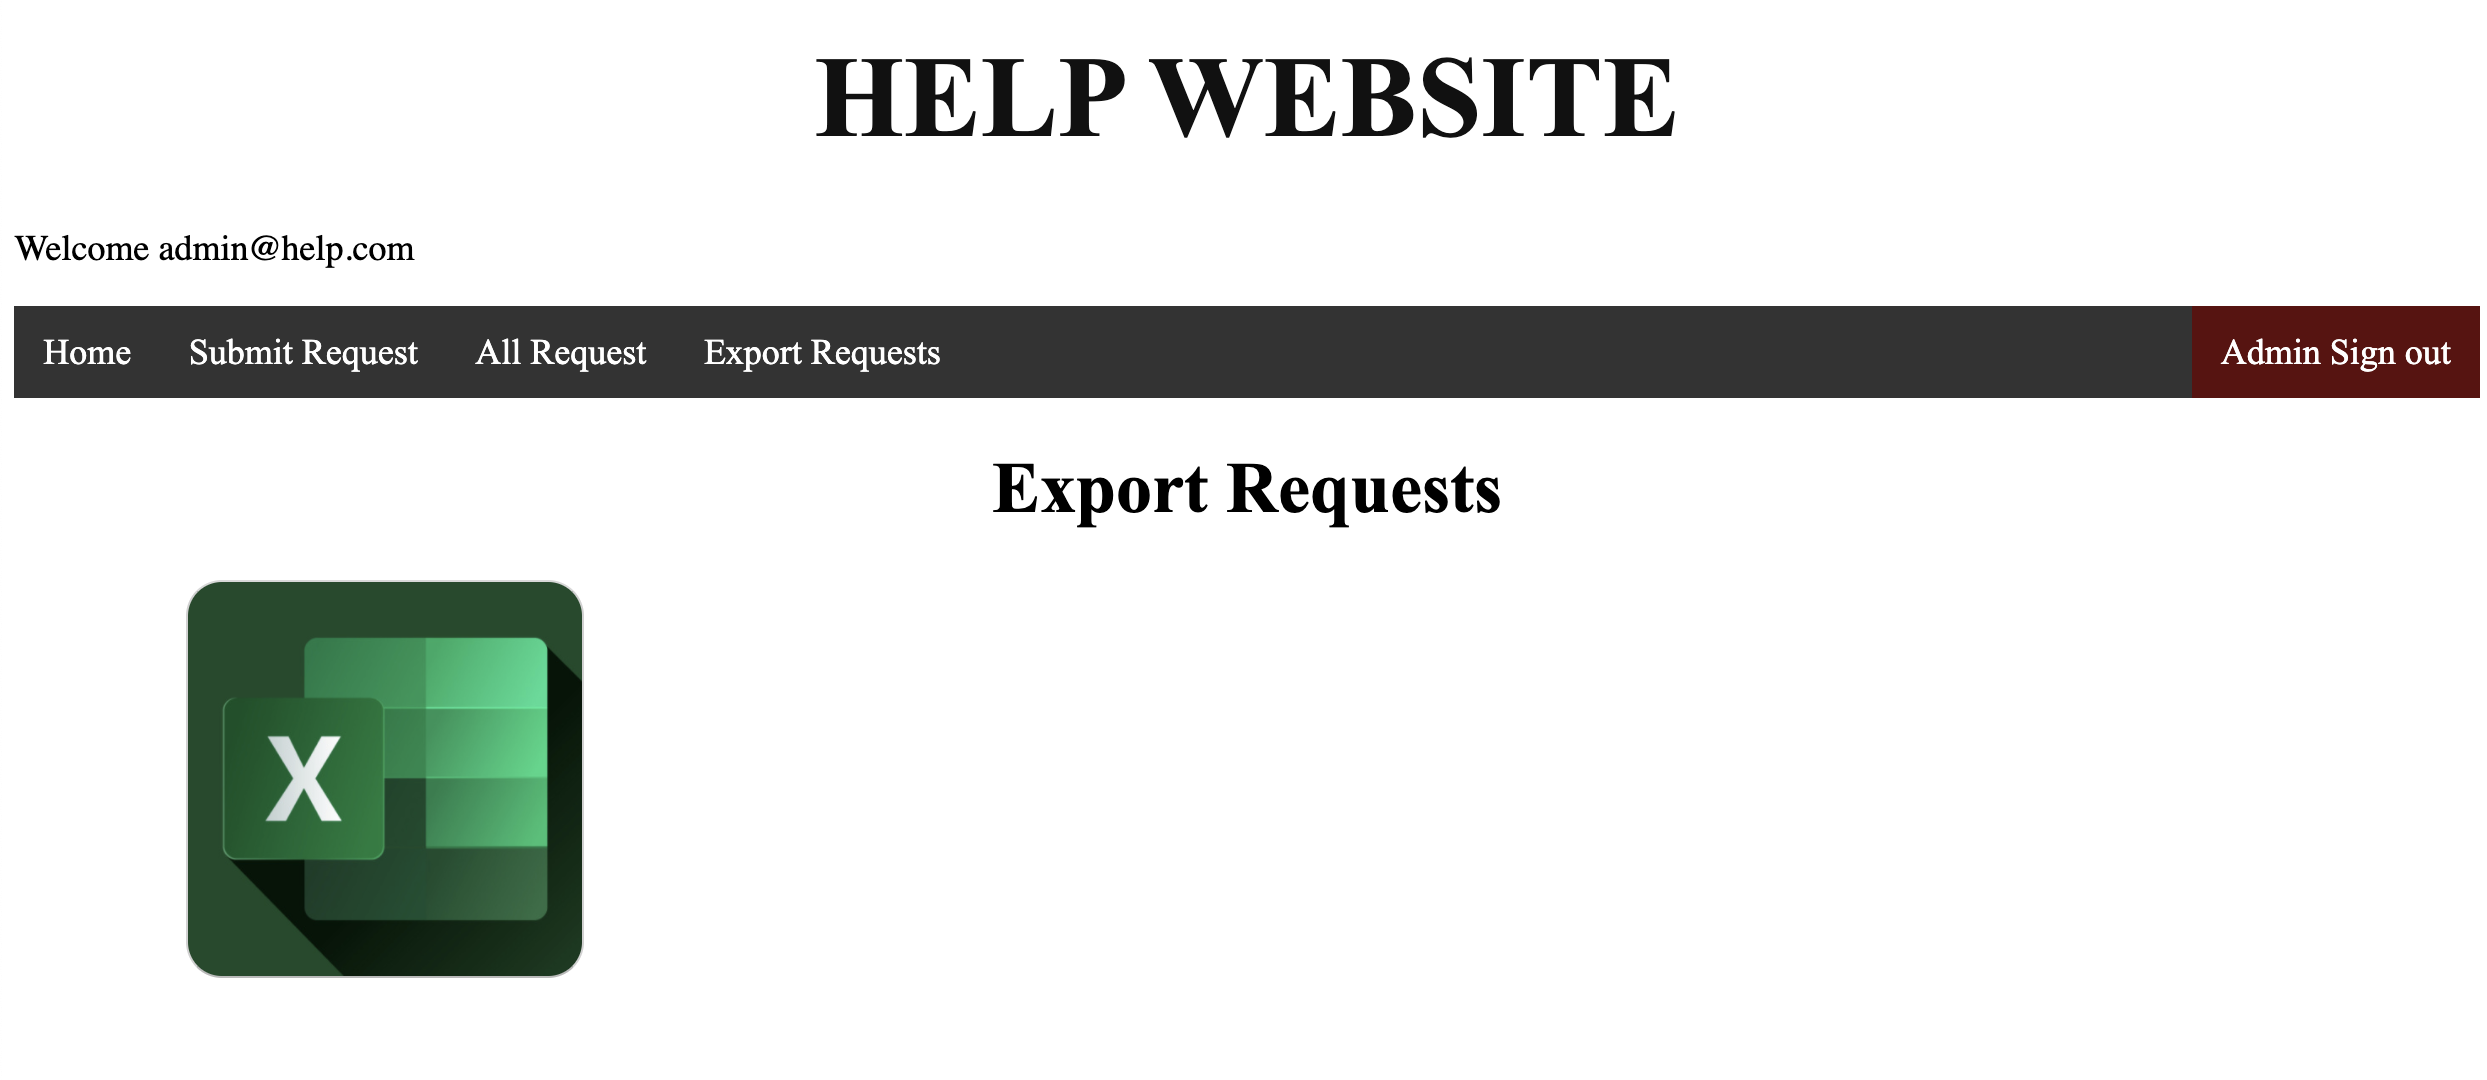 HELP WEBSITE
Welcome admin@help.com
Home Submit Request All Request Export Requests Admin Sign out
Export Requests
X